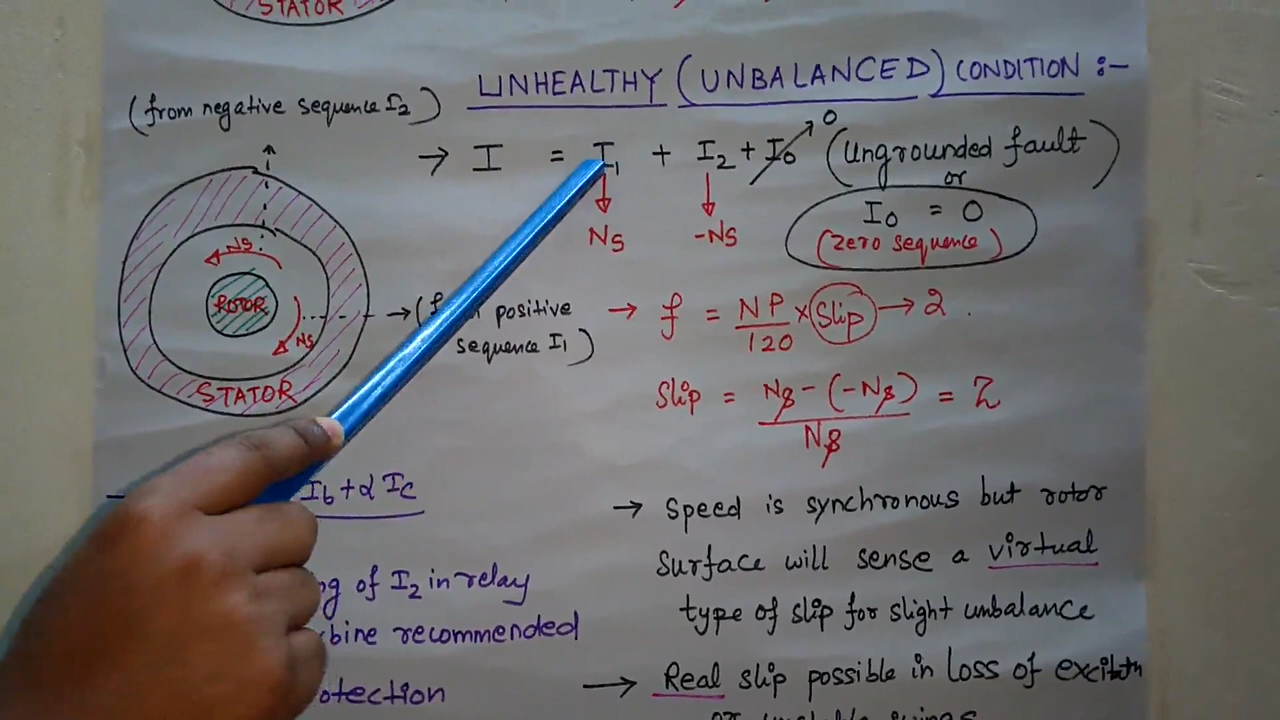 STATOR
UNHEALTHY (UNBALANCED) CONDITION :-
(from negative sequence I2)
→ I = I1 + I2 + I0 → 0 (Ungrounded fault)
or
I0 = 0
(zero sequence)
Ns
-Ns
Ns
ROTOR
Ns
STATOR
→ ( positive
sequence I1)
→ f = NP/120 × Slip → 2.
Slip = Ns - (-Ns) / Ns = 2
Ib + α Ic
of I2 in relay
recommended
→ Speed is synchronous but rotor
surface will sense a virtual
type of slip for slight unbalance
→ Real slip possible in loss of